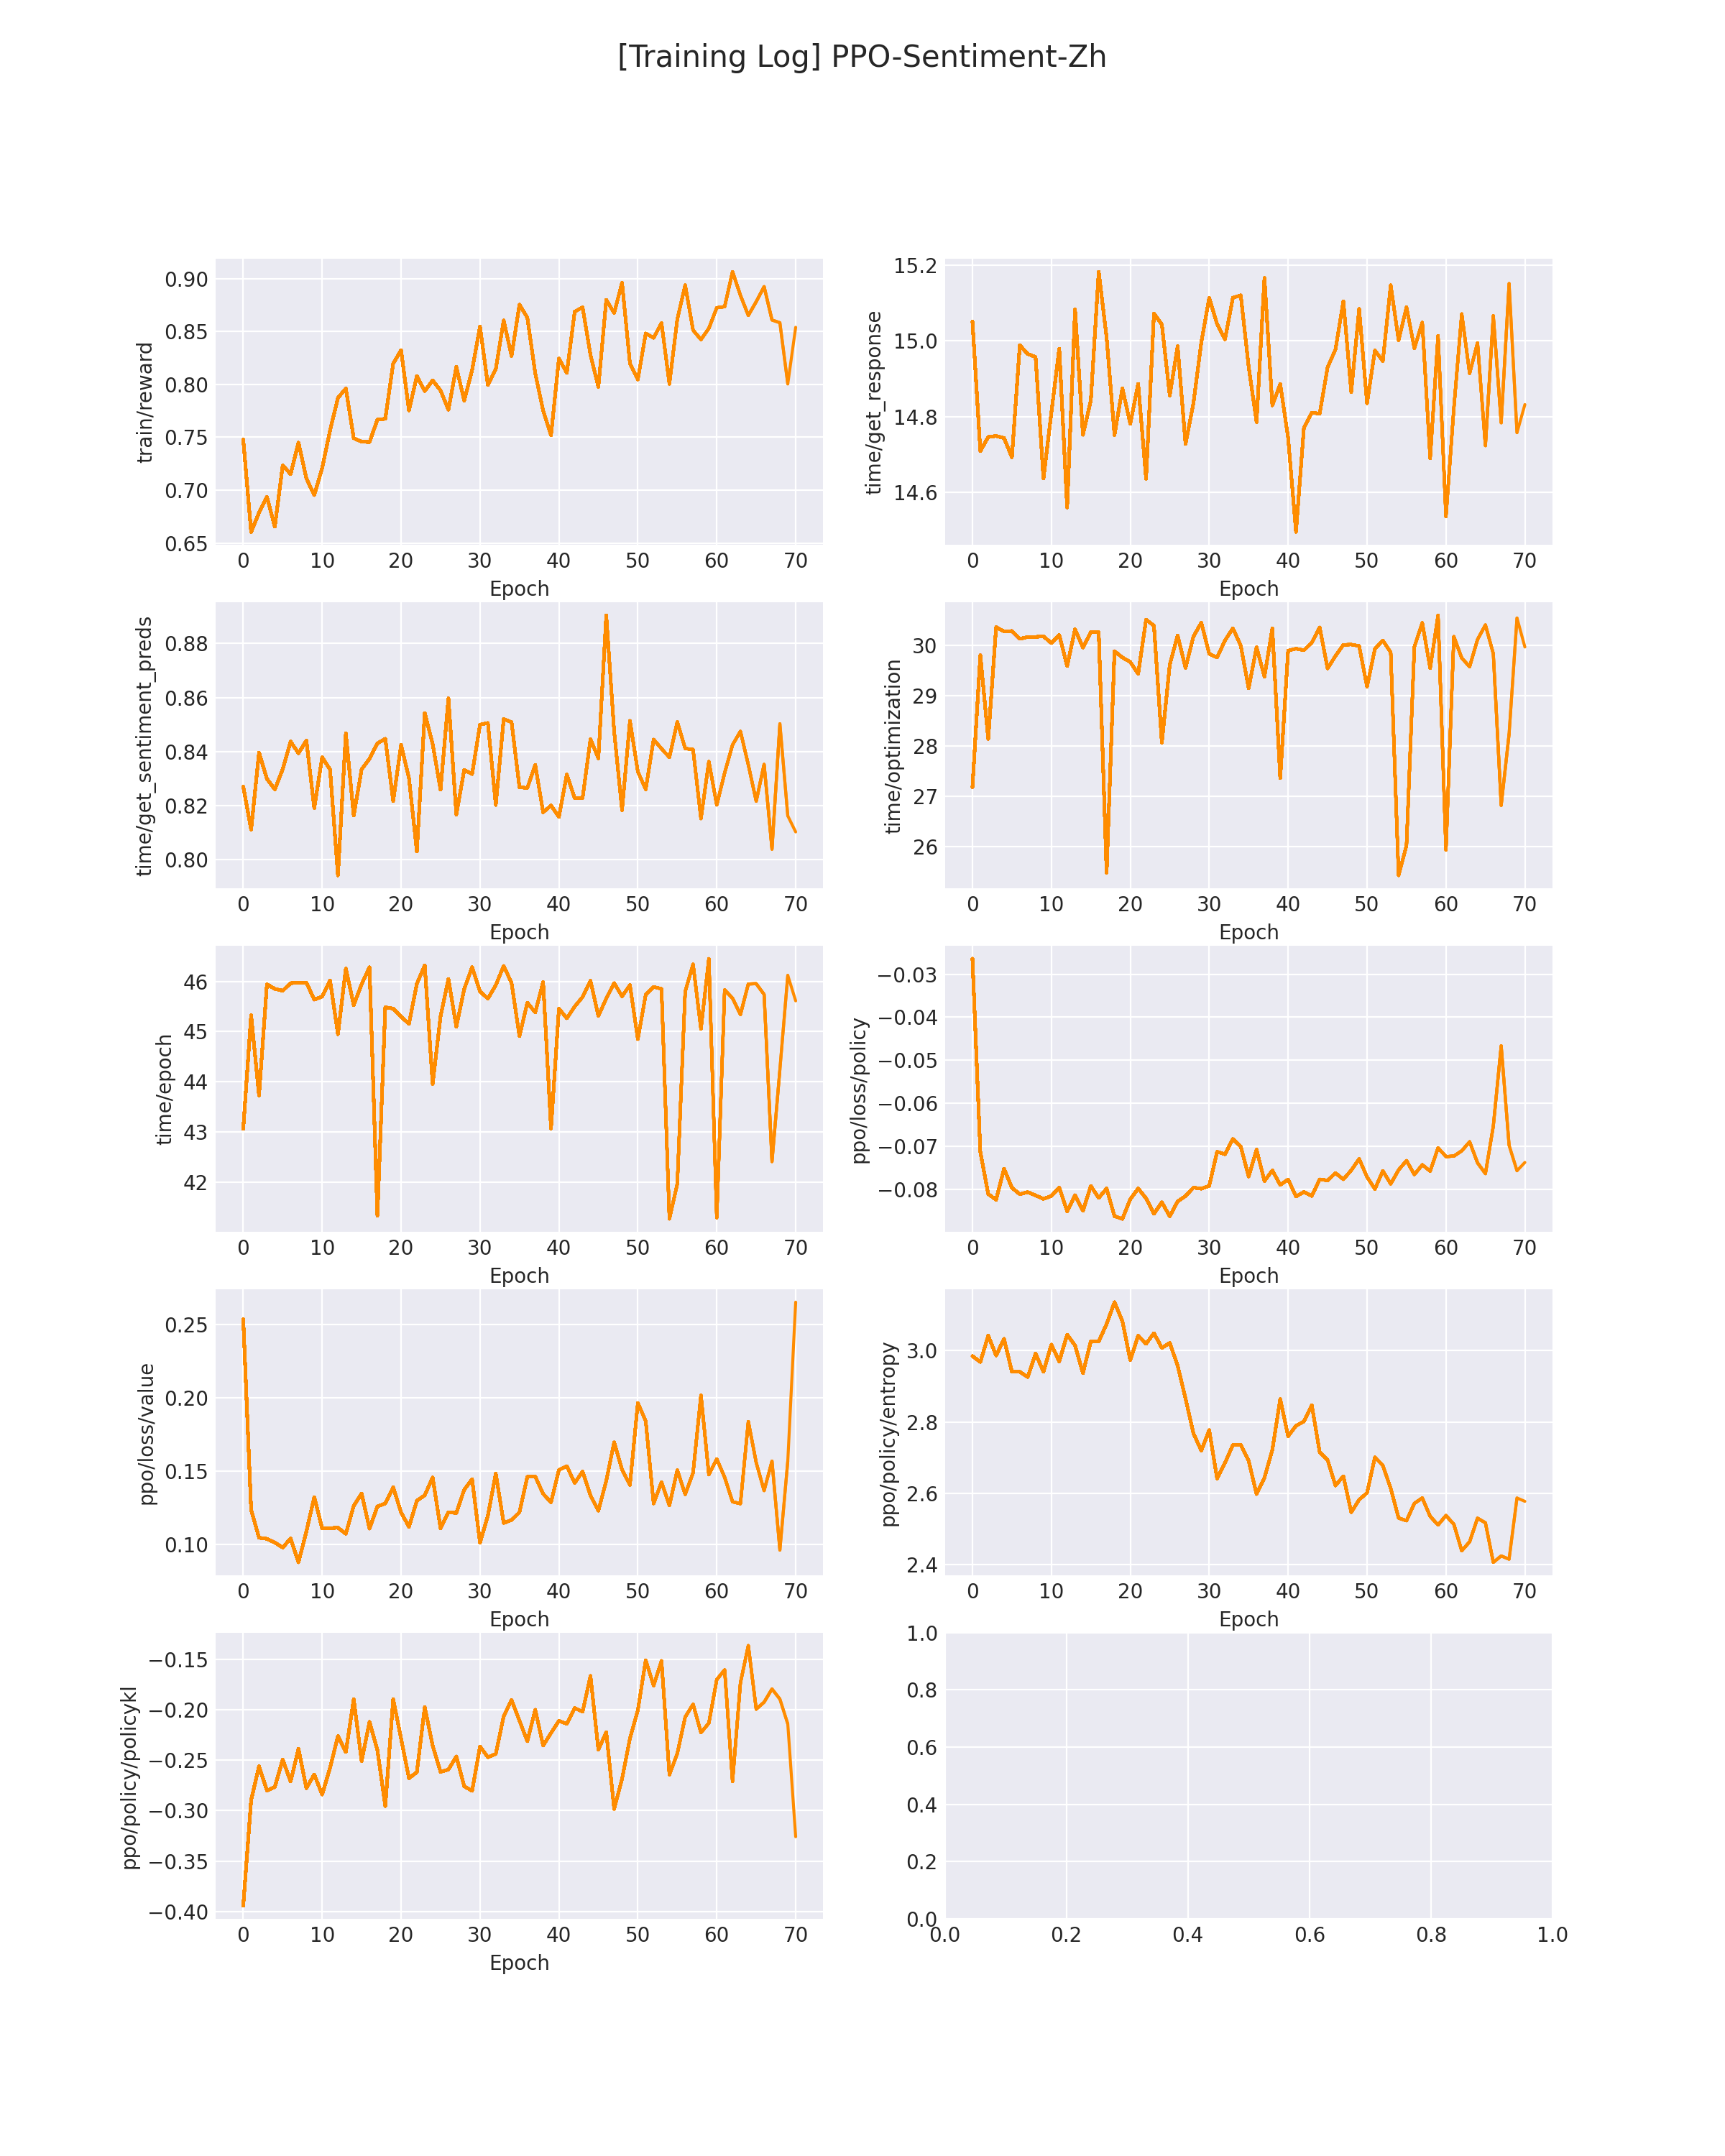 [Training Log] PPO-Sentiment-Zh
train/reward
0.90
0.85
0.80
0.75
0.70
0.65
0 10 20 30 40 50 60 70
Epoch
time/get_response
15.2
15.0
14.8
14.6
0 10 20 30 40 50 60 70
Epoch
time/get_sentiment_preds
0.88
0.86
0.84
0.82
0.80
0 10 20 30 40 50 60 70
Epoch
time/optimization
30
29
28
27
26
0 10 20 30 40 50 60 70
Epoch
time/epoch
46
45
44
43
42
0 10 20 30 40 50 60 70
Epoch
ppo/loss/policy
−0.03
−0.04
−0.05
−0.06
−0.07
−0.08
0 10 20 30 40 50 60 70
Epoch
ppo/loss/value
0.25
0.20
0.15
0.10
0 10 20 30 40 50 60 70
Epoch
ppo/policy/entropy
3.0
2.8
2.6
2.4
0 10 20 30 40 50 60 70
Epoch
ppo/policy/policykl
−0.15
−0.20
−0.25
−0.30
−0.35
−0.40
0 10 20 30 40 50 60 70
Epoch
1.0
0.8
0.6
0.4
0.2
0.0
0.0 0.2 0.4 0.6 0.8 1.0